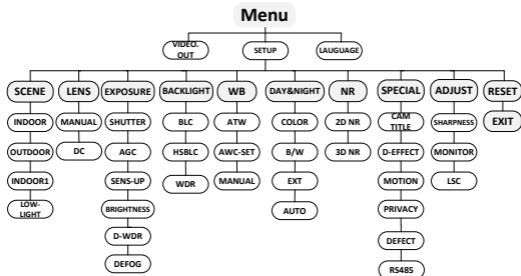 Menu
VIDEO.
OUT
SETUP
LAUGUAGE
SCENE
LENS
EXPOSURE
BACKLIGHT
WB
DAY&NIGHT
NR
SPECIAL
ADJUST
RESET
INDOOR
MANUAL
SHUTTER
BLC
ATW
COLOR
2D NR
CAM
TITLE
SHARPNESS
EXIT
OUTDOOR
DC
AGC
HSBLC
AWC-SET
B/W
3D NR
D-EFFECT
MONITOR
INDOOR1
SENS-UP
WDR
MANUAL
EXT
MOTION
LSC
LOW-
LIGHT
BRIGHTNESS
AUTO
PRIVACY
D-WDR
DEFECT
DEFOG
RS485